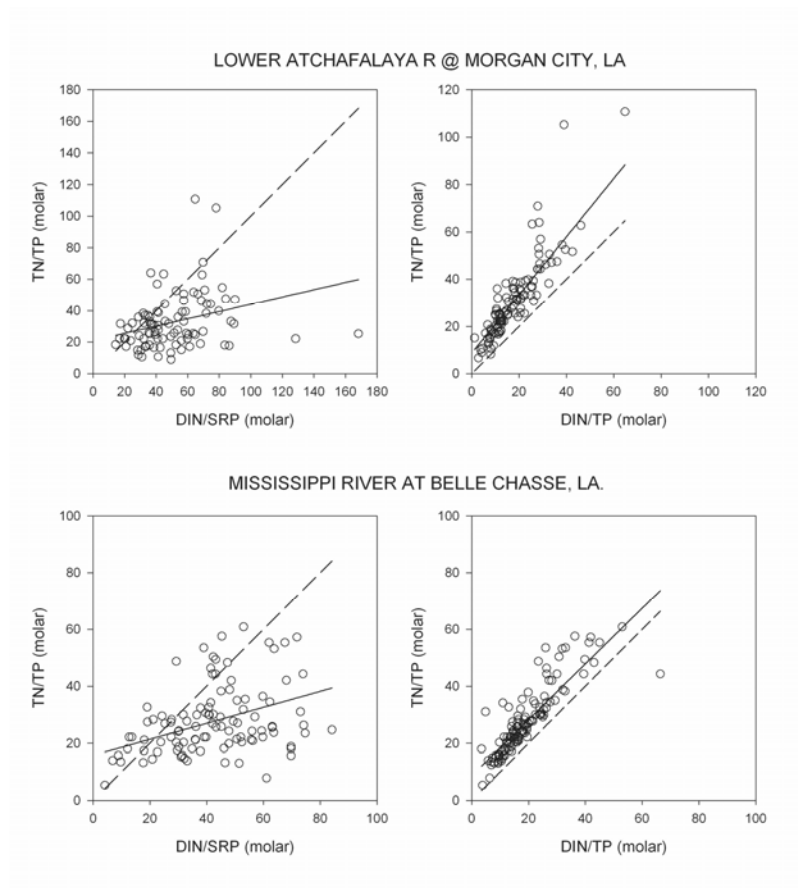 LOWER ATCHAFALAYA R @ MORGAN CITY, LA
TN/TP (molar)
180
160
140
120
100
80
60
40
20
0
0 20 40 60 80 100 120 140 160 180
DIN/SRP (molar)
TN/TP (molar)
120
100
80
60
40
20
0
0 20 40 60 80 100 120
DIN/TP (molar)
MISSISSIPPI RIVER AT BELLE CHASSE, LA.
TN/TP (molar)
100
80
60
40
20
0
0 20 40 60 80 100
DIN/SRP (molar)
TN/TP (molar)
100
80
60
40
20
0
0 20 40 60 80 100
DIN/TP (molar)